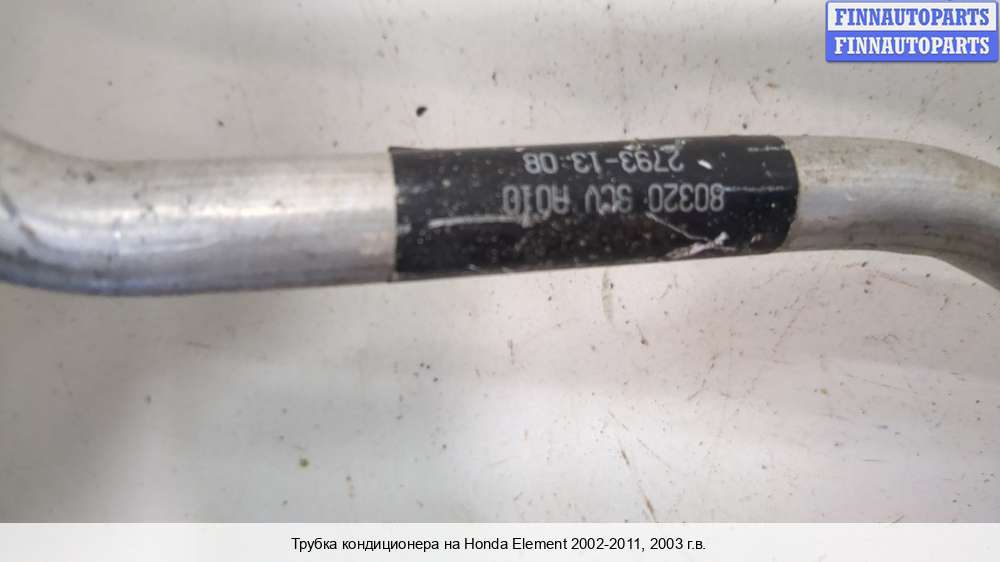 FINNAUTOPARTS
FINNAUTOPARTS
80320 SCV A010
2793-13:08
Трубка кондиционера на Honda Element 2002-2011, 2003 г.в.